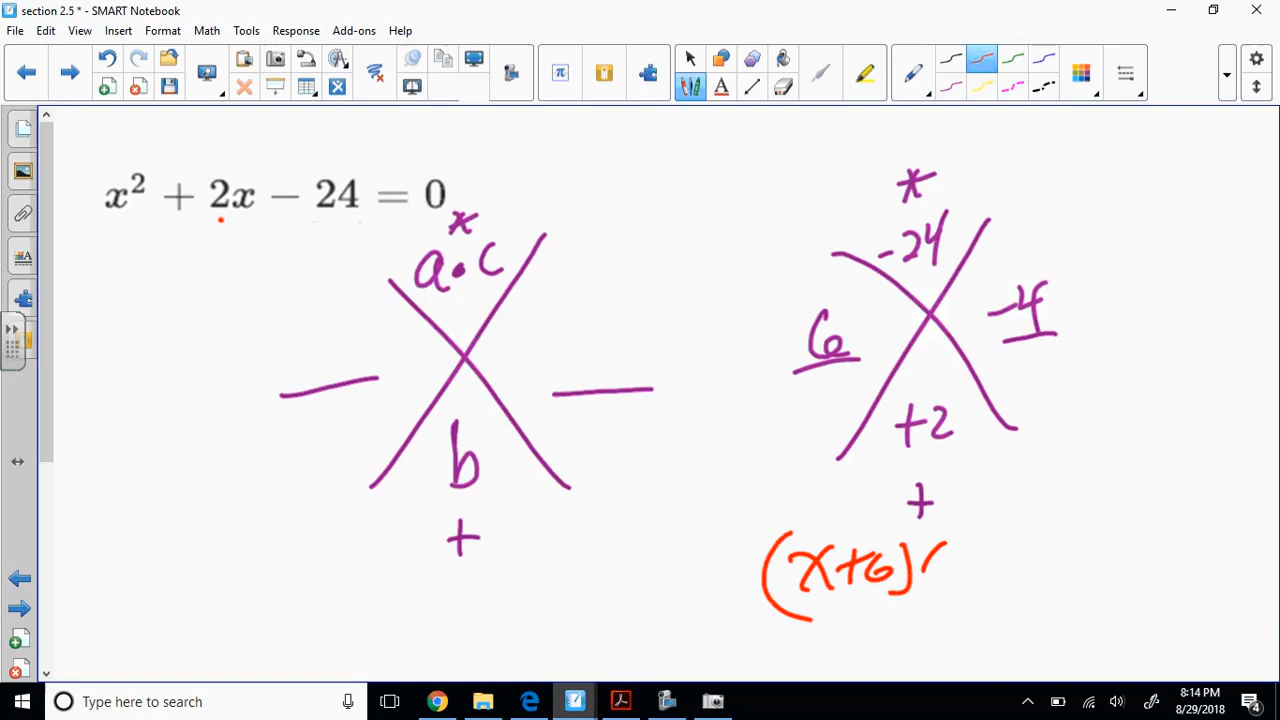 section 2.5 * - SMART Notebook
File Edit View Insert Format Math Tools Response Add-ons Help
π
A
x² + 2x − 24 = 0
*
a·c
b
+
*
-24
6
-4
+2
+
(x+6)(
Type here to search
8:14 PM
8/29/2018
4